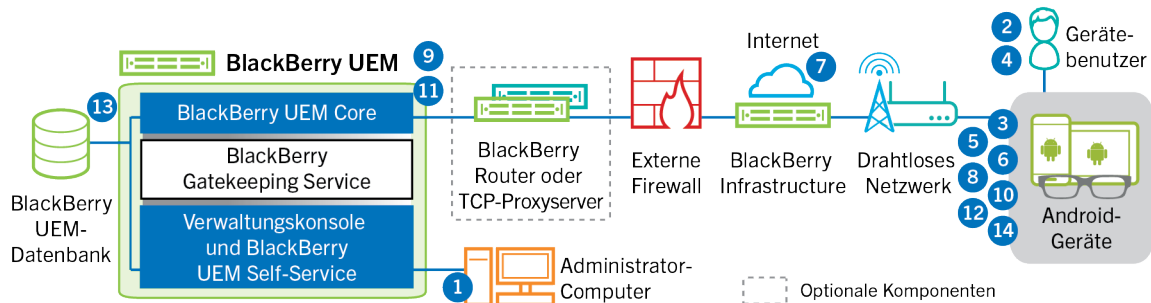 BlackBerry UEM
9
11
13
BlackBerry UEM Core
BlackBerry
Gatekeeping Service
Verwaltungskonsole
und BlackBerry
UEM Self-Service
BlackBerry
UEM-
Datenbank
1
Administrator-
Computer
BlackBerry
Router oder
TCP-Proxyserver
Externe
Firewall
Internet
7
BlackBerry
Infrastructure
Drahtloses
Netzwerk
2
4
Geräte-
benutzer
3
5
6
8
10
12
14
Android-
Geräte
Optionale Komponenten